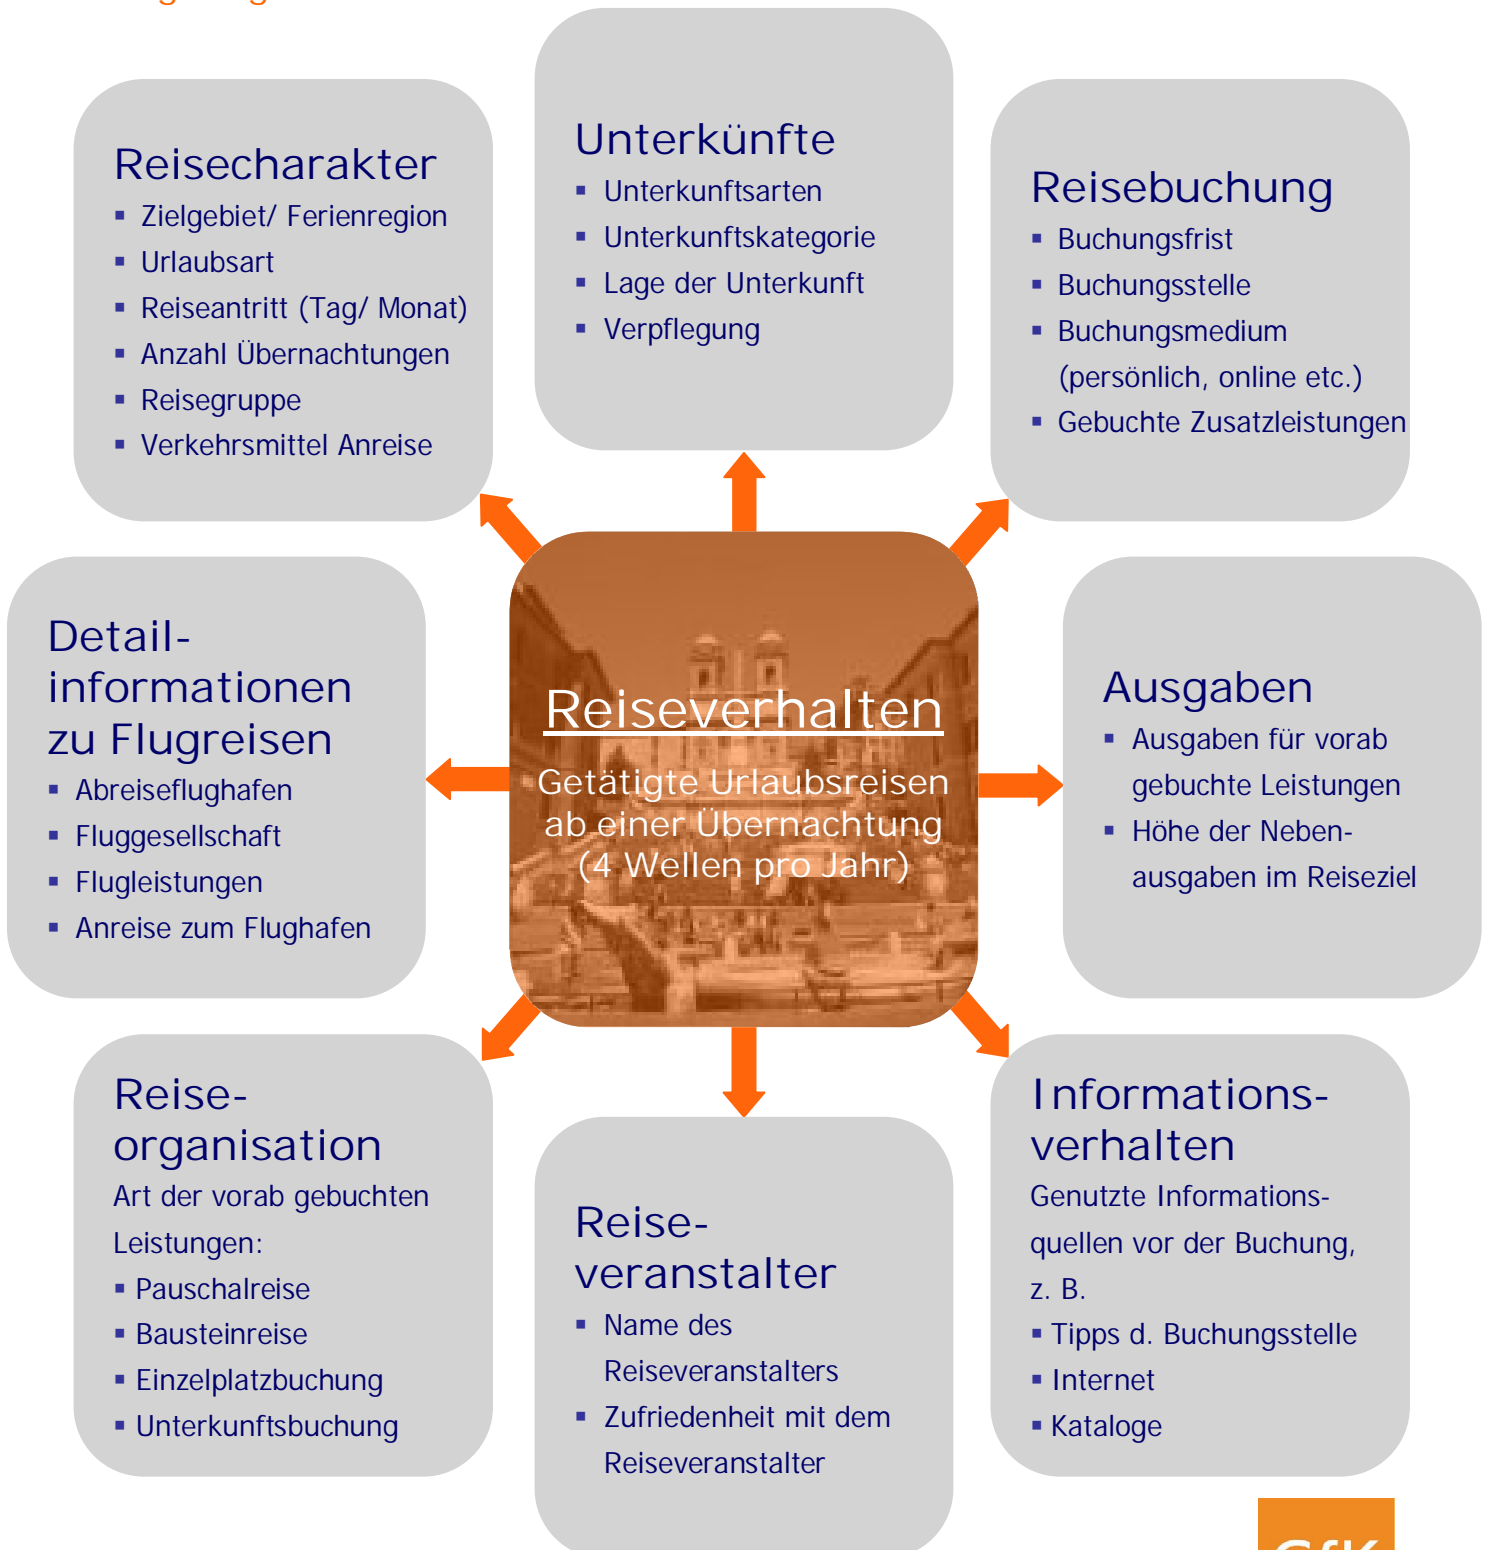 Unterkünfte
▪ Unterkunftsarten
▪ Unterkunftskategorie
▪ Lage der Unterkunft
▪ Verpflegung
Reisecharakter
▪ Zielgebiet/ Ferienregion
▪ Urlaubsart
▪ Reiseantritt (Tag/ Monat)
▪ Anzahl Übernachtungen
▪ Reisegruppe
▪ Verkehrsmittel Anreise
Reisebuchung
▪ Buchungsfrist
▪ Buchungsstelle
▪ Buchungsmedium
(persönlich, online etc.)
▪ Gebuchte Zusatzleistungen
Detail-
informationen
zu Flugreisen
▪ Abreiseflughafen
▪ Fluggesellschaft
▪ Flugleistungen
▪ Anreise zum Flughafen
Reiseverhalten
Getätigte Urlaubsreisen
ab einer Übernachtung
(4 Wellen pro Jahr)
Ausgaben
▪ Ausgaben für vorab
gebuchte Leistungen
▪ Höhe der Neben-
ausgaben im Reiseziel
Reise-
organisation
Art der vorab gebuchten
Leistungen:
▪ Pauschalreise
▪ Bausteinreise
▪ Einzelplatzbuchung
▪ Unterkunftsbuchung
Reise-
veranstalter
▪ Name des
Reiseveranstalters
▪ Zufriedenheit mit dem
Reiseveranstalter
Informations-
verhalten
Genutzte Informations-
quellen vor der Buchung,
z. B.
▪ Tipps d. Buchungsstelle
▪ Internet
▪ Kataloge
GfK